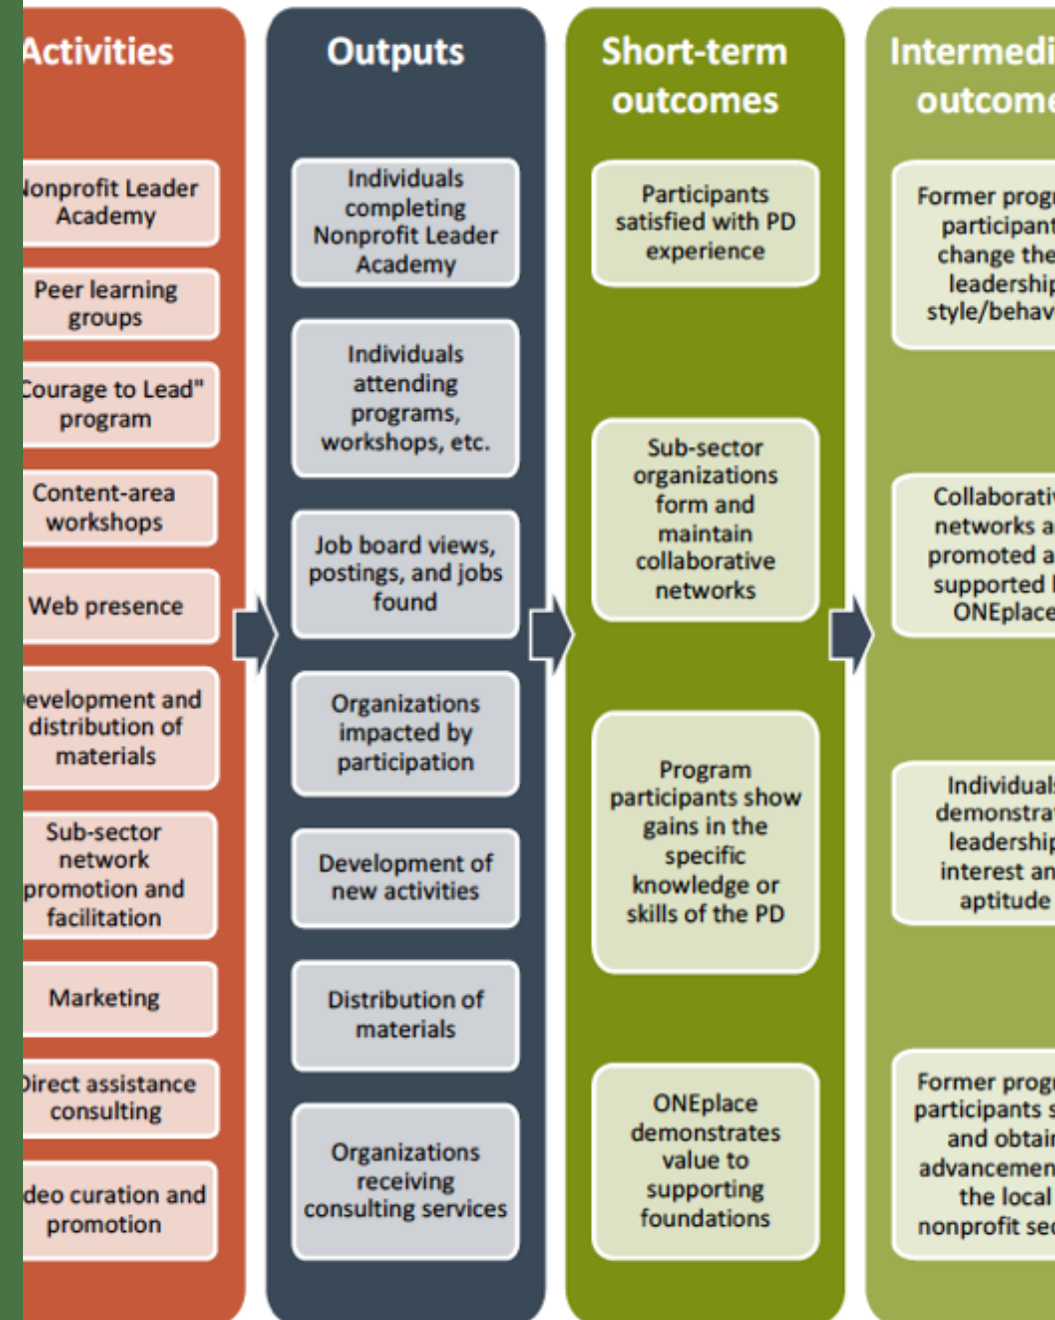 Activities
Nonprofit Leader
Academy
Peer learning
groups
Courage to Lead"
program
Content-area
workshops
Web presence
evelopment and
distribution of
materials
Sub-sector
network
promotion and
facilitation
Marketing
Direct assistance
consulting
deo curation and
promotion
Outputs
Individuals
completing
Nonprofit Leader
Academy
Individuals
attending
programs,
workshops, etc.
Job board views,
postings, and jobs
found
Organizations
impacted by
participation
Development of
new activities
Distribution of
materials
Organizations
receiving
consulting services
Short-term
outcomes
Participants
satisfied with PD
experience
Sub-sector
organizations
form and
maintain
collaborative
networks
Program
participants show
gains in the
specific
knowledge or
skills of the PD
ONEplace
demonstrates
value to
supporting
foundations
Intermedi
outcome
Former progr
participant
change the
leadership
style/behav
Collaborativ
networks a
promoted a
supported
ONEplace
Individuals
demonstra
leadership
interest an
aptitude
Former progr
participants s
and obtain
advancemen
the local
nonprofit sec